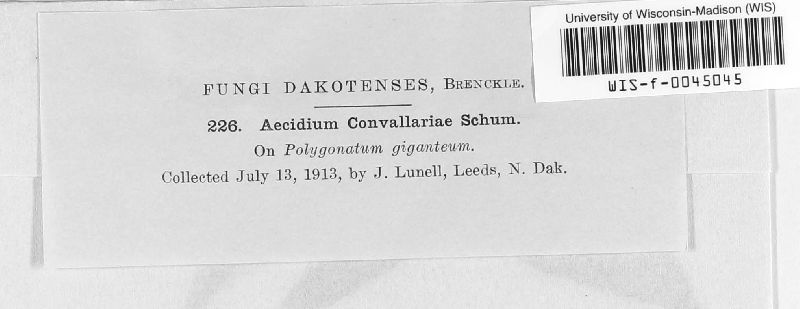 University of Wisconsin-Madison (WIS)
WIS-f-0045045
FUNGI DAKOTENSES, BRENCKLE.
226. Aecidium Convallariae Schum.
On Polygonatum giganteum.
Collected July 13, 1913, by J. Lunell, Leeds, N. Dak.